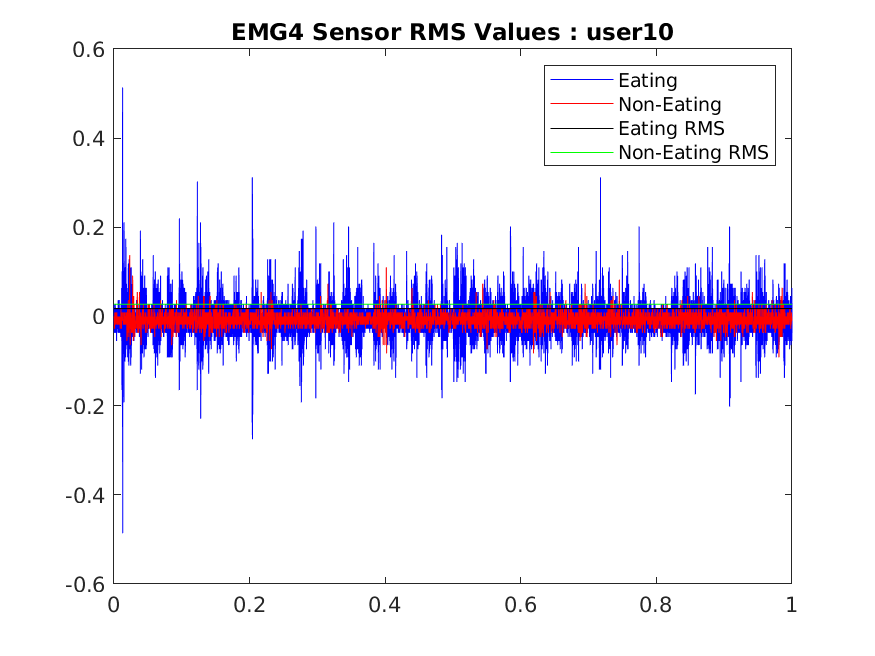 EMG4 Sensor RMS Values : user10
0.6
0.4
0.2
0
-0.2
-0.4
-0.6
Eating
Non-Eating
Eating RMS
Non-Eating RMS
0 0.2 0.4 0.6 0.8 1